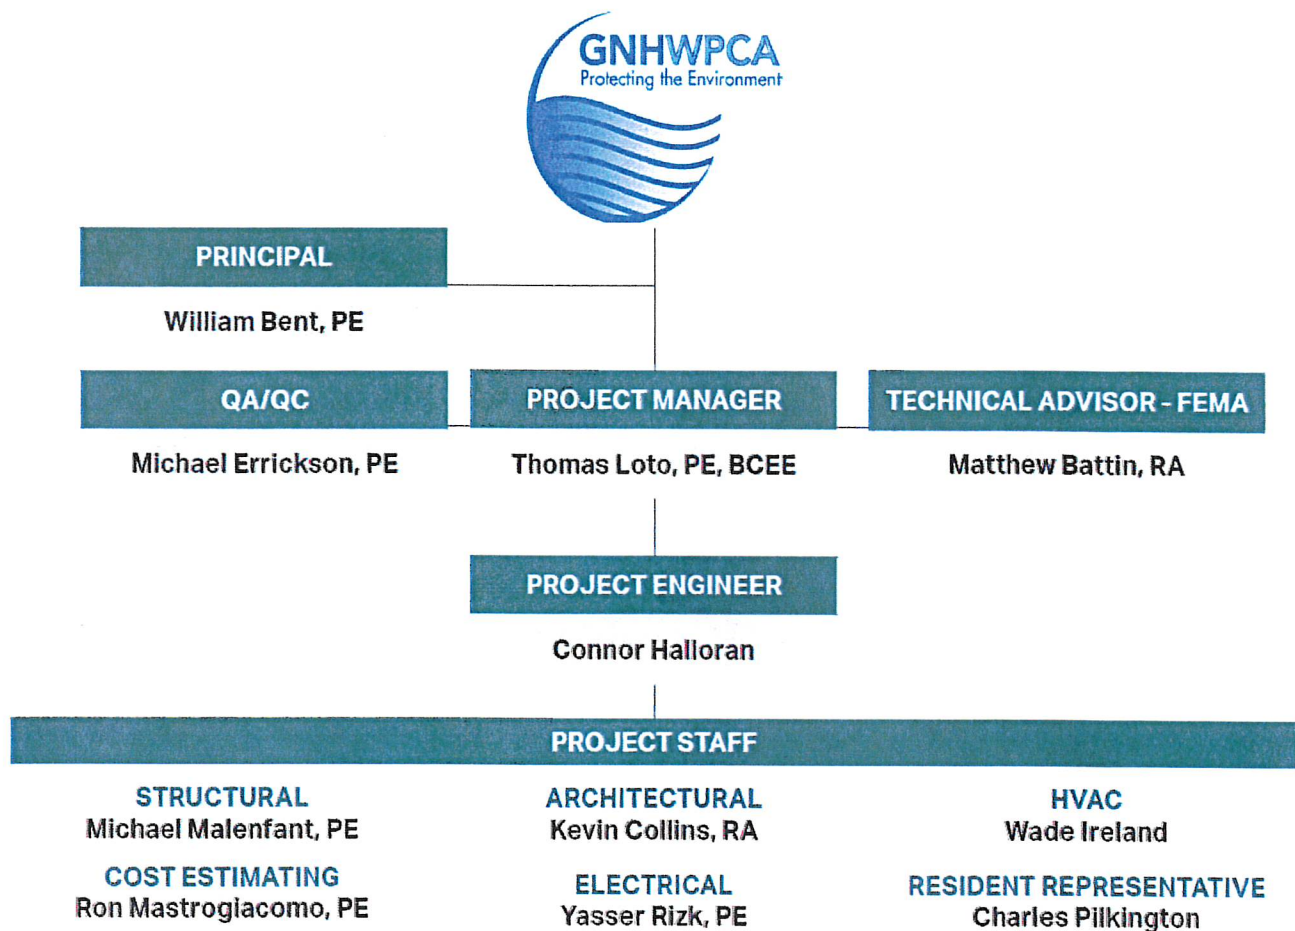 GNHWPCA
Protecting the Environment
PRINCIPAL
William Bent, PE
QA/QC
Michael Errickson, PE
PROJECT MANAGER
Thomas Loto, PE, BCEE
TECHNICAL ADVISOR - FEMA
Matthew Battin, RA
PROJECT ENGINEER
Connor Halloran
PROJECT STAFF
STRUCTURAL
Michael Malenfant, PE
ARCHITECTURAL
Kevin Collins, RA
HVAC
Wade Ireland
COST ESTIMATING
Ron Mastrogiacomo, PE
ELECTRICAL
Yasser Rizk, PE
RESIDENT REPRESENTATIVE
Charles Pilkington